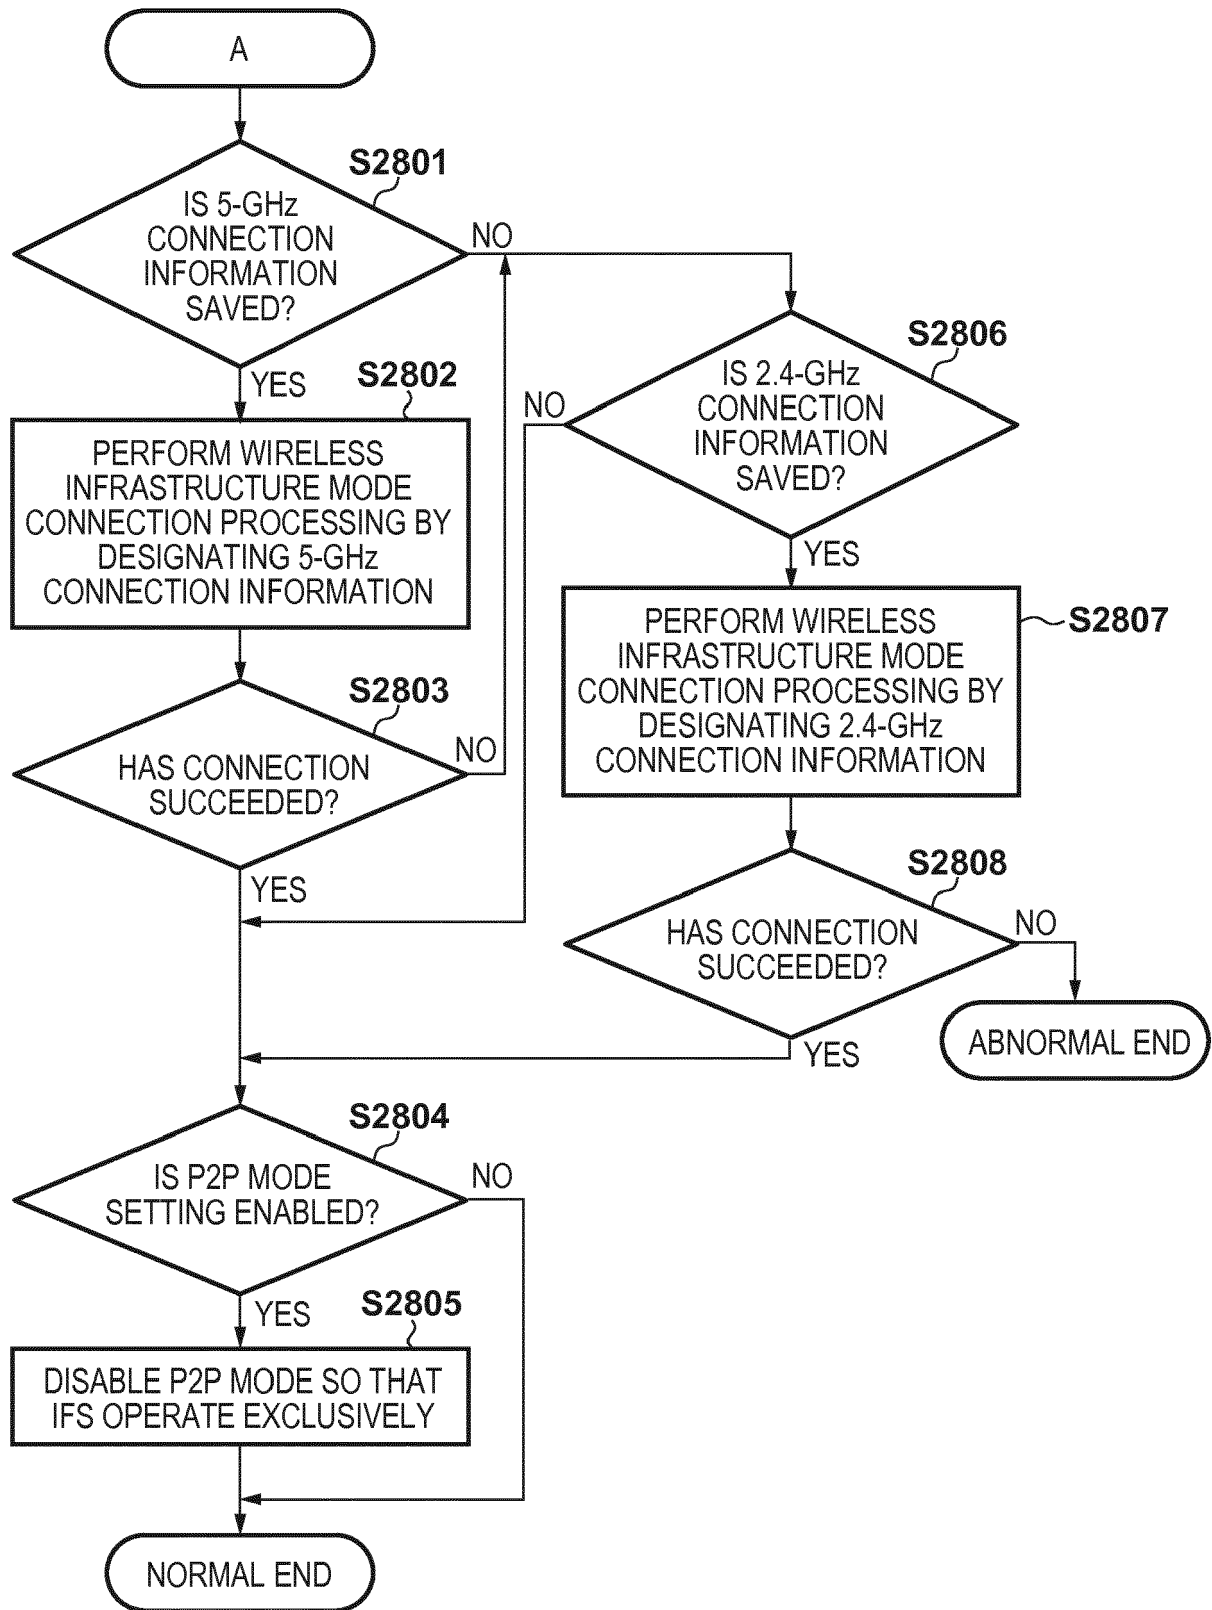 A
S2801
IS 5-GHz
CONNECTION
INFORMATION
SAVED?
NO
YES
S2802
PERFORM WIRELESS
INFRASTRUCTURE MODE
CONNECTION PROCESSING BY
DESIGNATING 5-GHz
CONNECTION INFORMATION
S2803
HAS CONNECTION
SUCCEEDED?
NO
YES
S2806
IS 2.4-GHz
CONNECTION
INFORMATION
SAVED?
NO
YES
S2807
PERFORM WIRELESS
INFRASTRUCTURE MODE
CONNECTION PROCESSING BY
DESIGNATING 2.4-GHz
CONNECTION INFORMATION
S2808
HAS CONNECTION
SUCCEEDED?
NO
YES
ABNORMAL END
S2804
IS P2P MODE
SETTING ENABLED?
NO
YES
S2805
DISABLE P2P MODE SO THAT
IFS OPERATE EXCLUSIVELY
NORMAL END